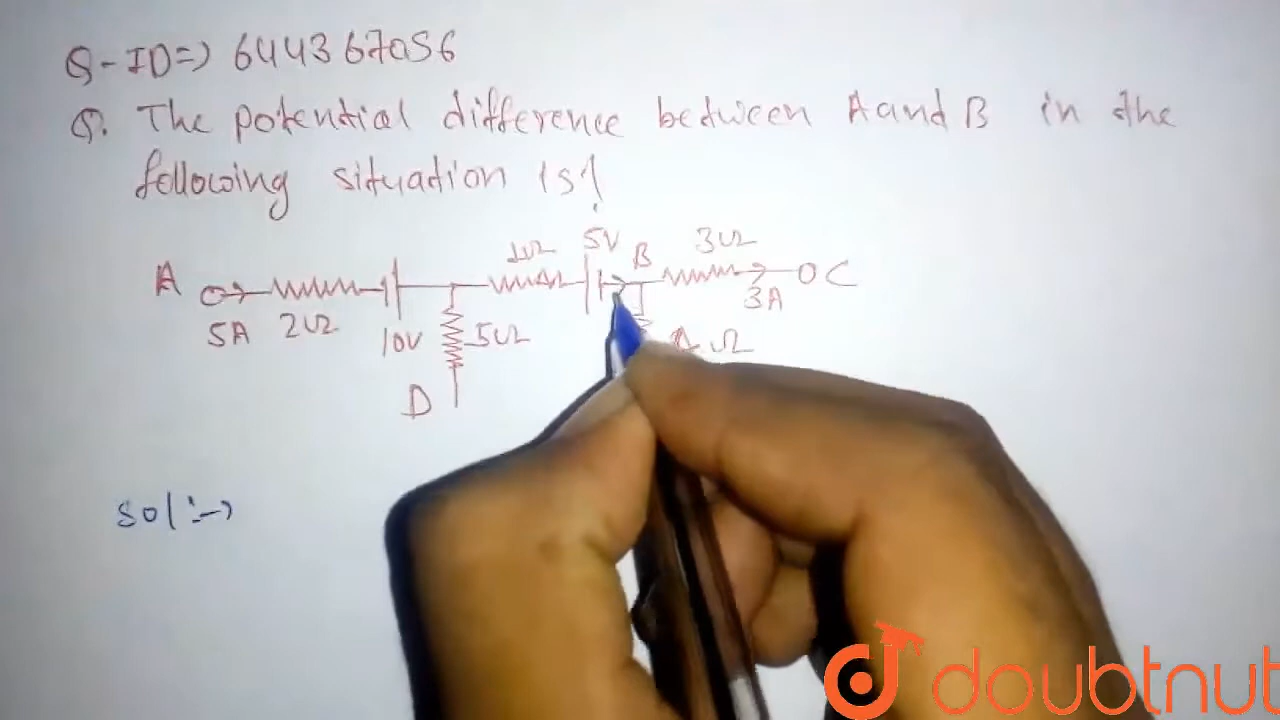 Q-ID=> 644367056
Q. The potential difference between A and B in the
following situation is!
A 5A 2Ω 10V 5Ω D 1Ω 5V B 3Ω 3A C
Ω
sol:->
doubtnut